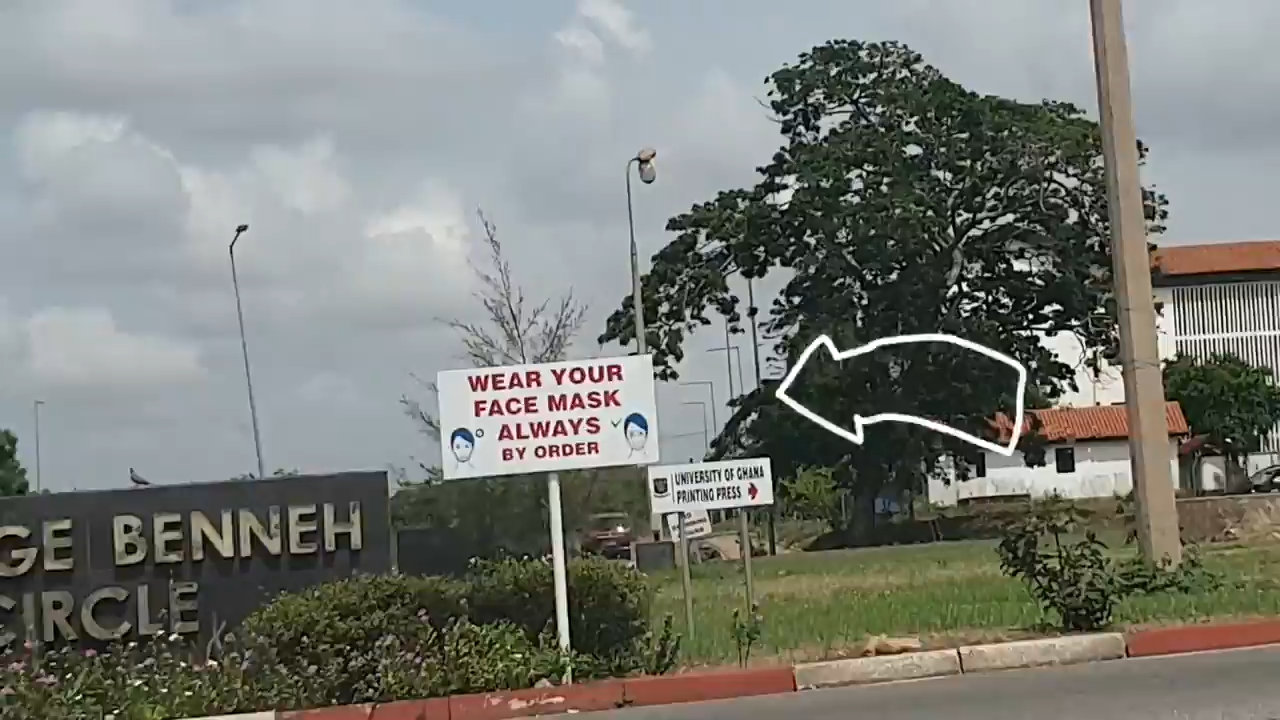 WEAR YOUR
FACE MASK
ALWAYS
BY ORDER
UNIVERSITY OF GHANA
PRINTING PRESS
GE BENNEH
CIRCLE